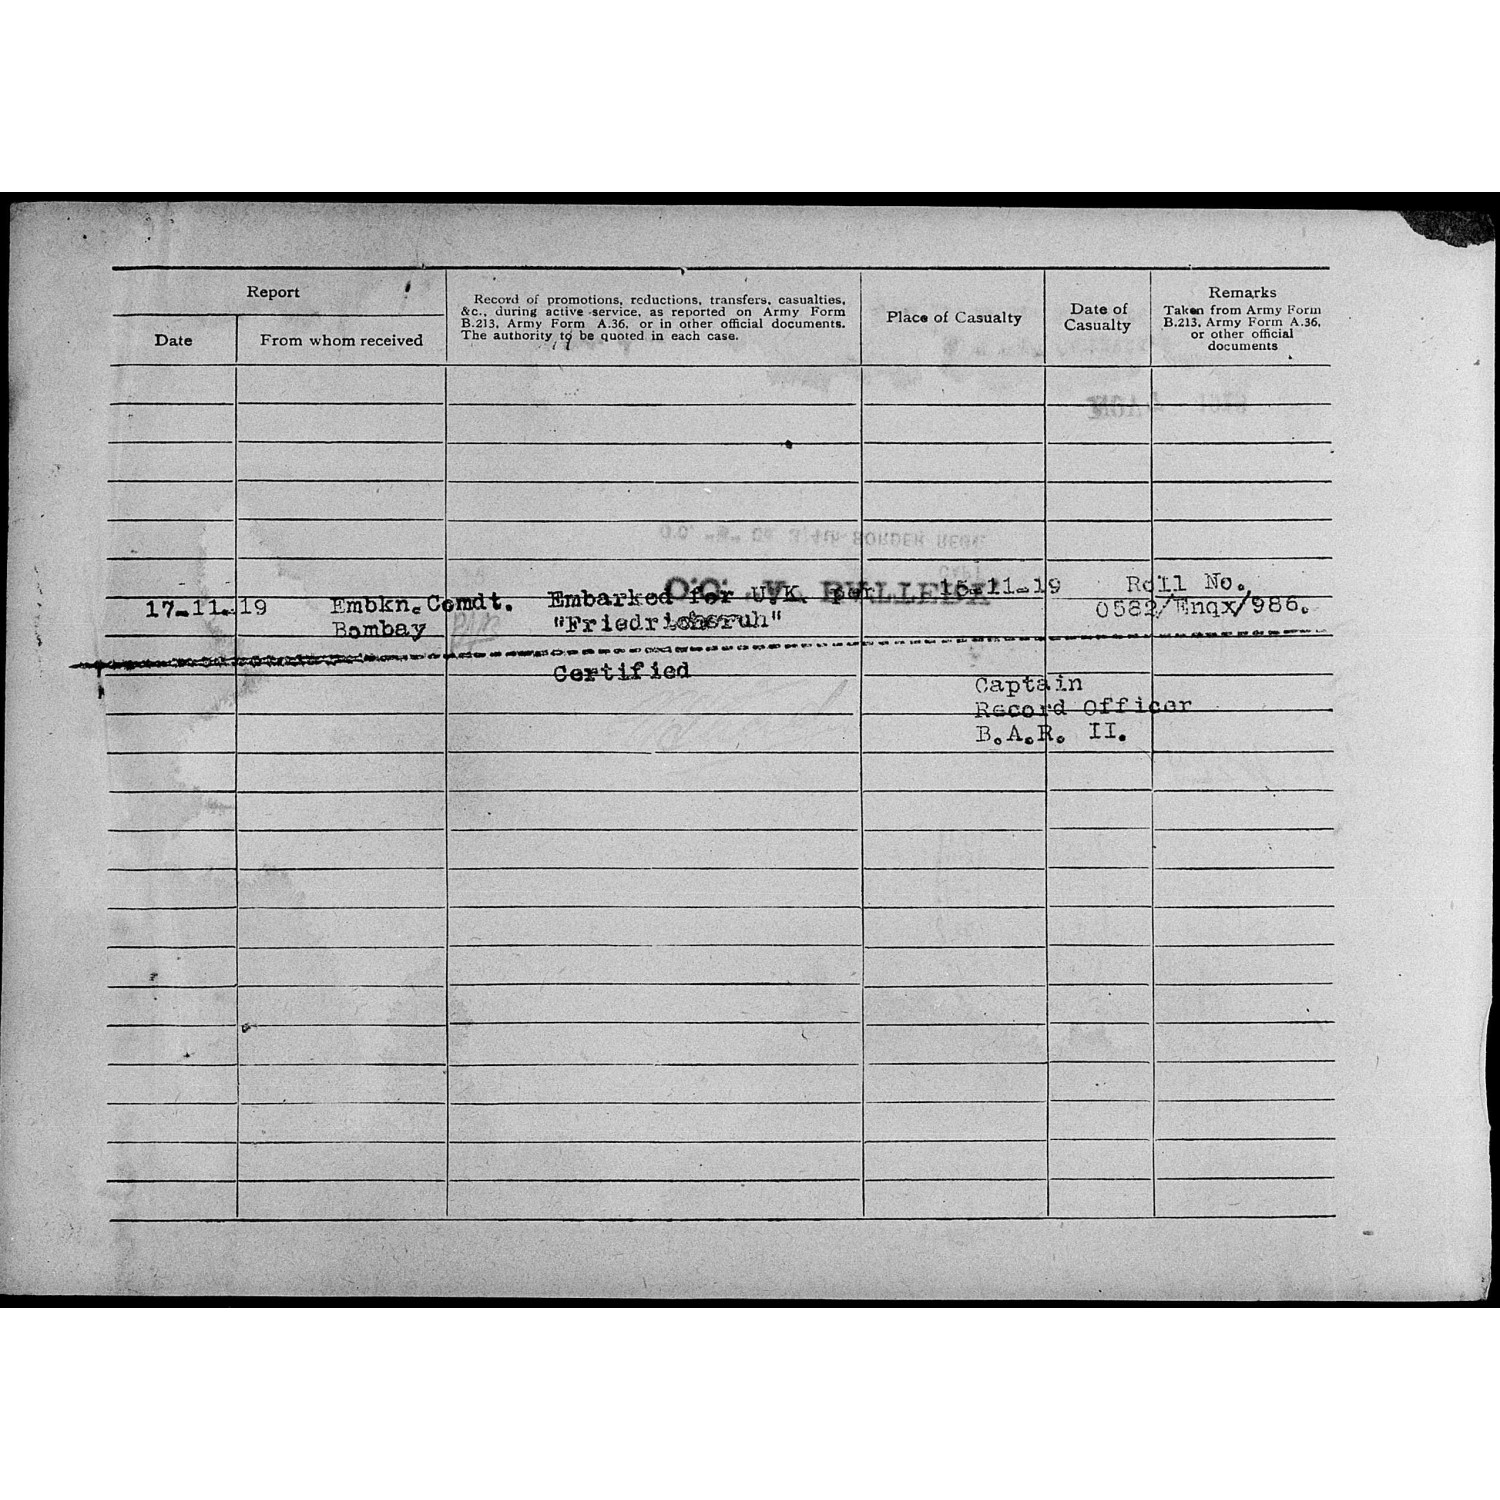 Report
Date
From whom received
Record of promotions, reductions, transfers, casualties,
&c., during active service, as reported on Army Form
B.213, Army Form A.36, or in other official documents.
The authority to be quoted in each case.
Place of Casualty
Date of
Casualty
Remarks
Taken from Army Form
B.213, Army Form A.36,
or other official
documents
17-11-19 Embkn. Comdt. Embarked for U.K. per 15-11-19 Roll No.
Bombay "Friedrichsruh" 0582/Enqx/986.
Certified
Captain
Record Officer
B.A.R. II.